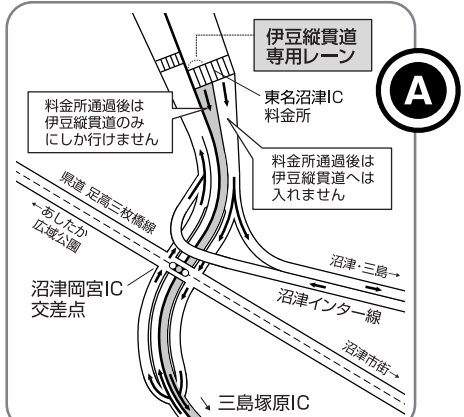 伊豆縦貫道
専用レーン
A
東名沼津IC
料金所
料金所通過後は
伊豆縦貫道のみ
にしか行けません
料金所通過後は
伊豆縦貫道へは
入れません
県道 足高三枚橋線
←あしたか
広域公園
沼津・三島→
沼津インター線
沼津岡宮IC
交差点
沼津市街→
↘ 三島塚原IC